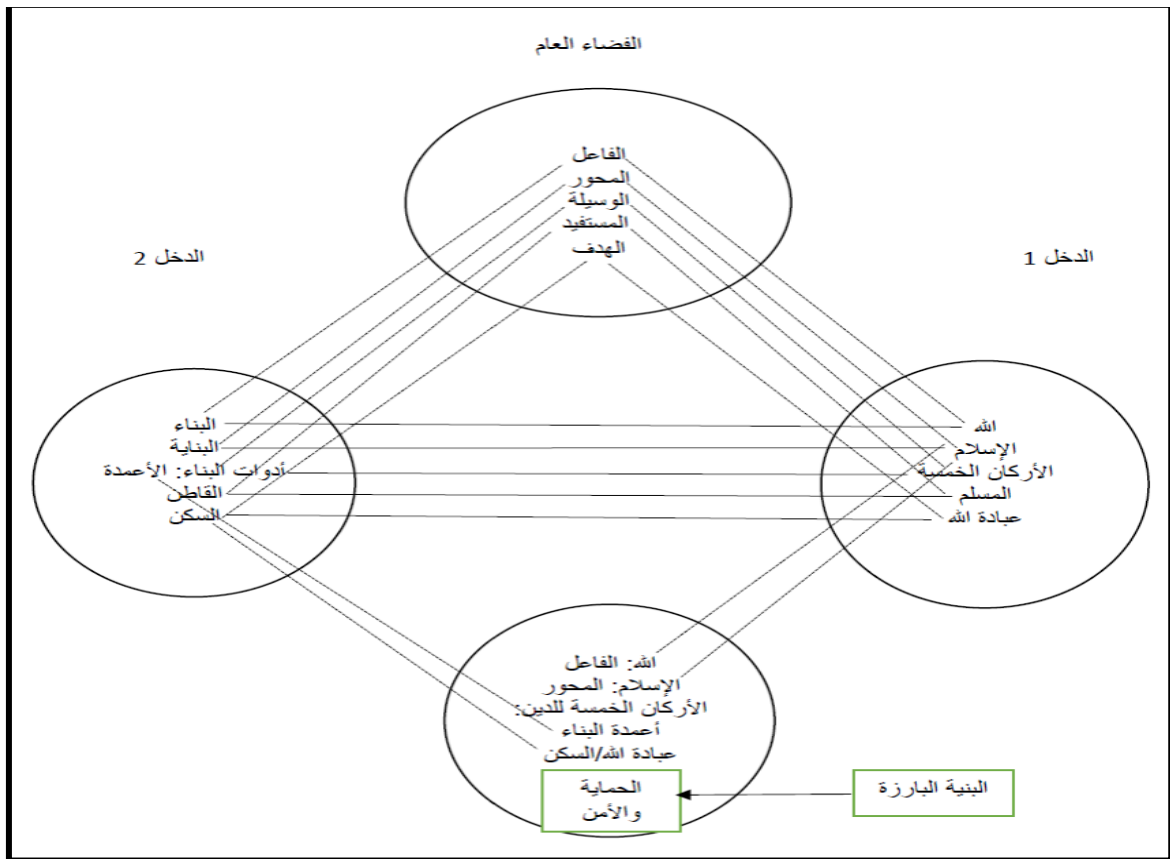 الفضاء العام
الفاعل
المحور
الوسيلة
المستفيد
الهدف
الدخل 1
الدخل 2
الله
الإسلام
الأركان الخمسة
المسلم
عبادة الله
البناء
البناية
أدوات البناء: الأعمدة
القاطن
السكن
الله: الفاعل
الإسلام: المحور
الأركان الخمسة للدين:
أعمدة البناء
عبادة الله/السكن
الحماية
والأمن
البنية البارزة